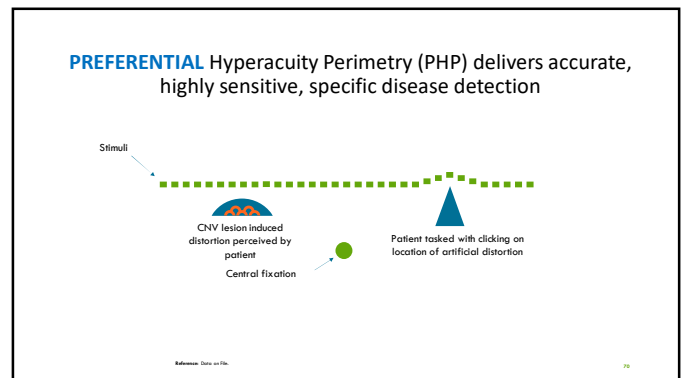 PREFERENTIAL Hyperacuity Perimetry (PHP) delivers accurate,
highly sensitive, specific disease detection
Stimuli
CNV lesion induced
distortion perceived by
patient
Patient tasked with clicking on
location of artificial distortion
Central fixation
Reference: Data on File.
70